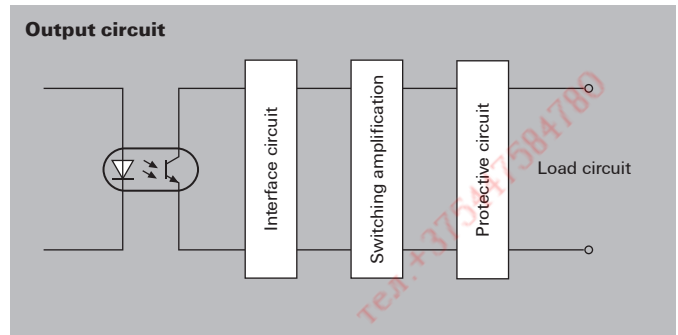 Output circuit
Interface circuit
Switching amplification
Protective circuit
Load circuit
тел.+375447584780